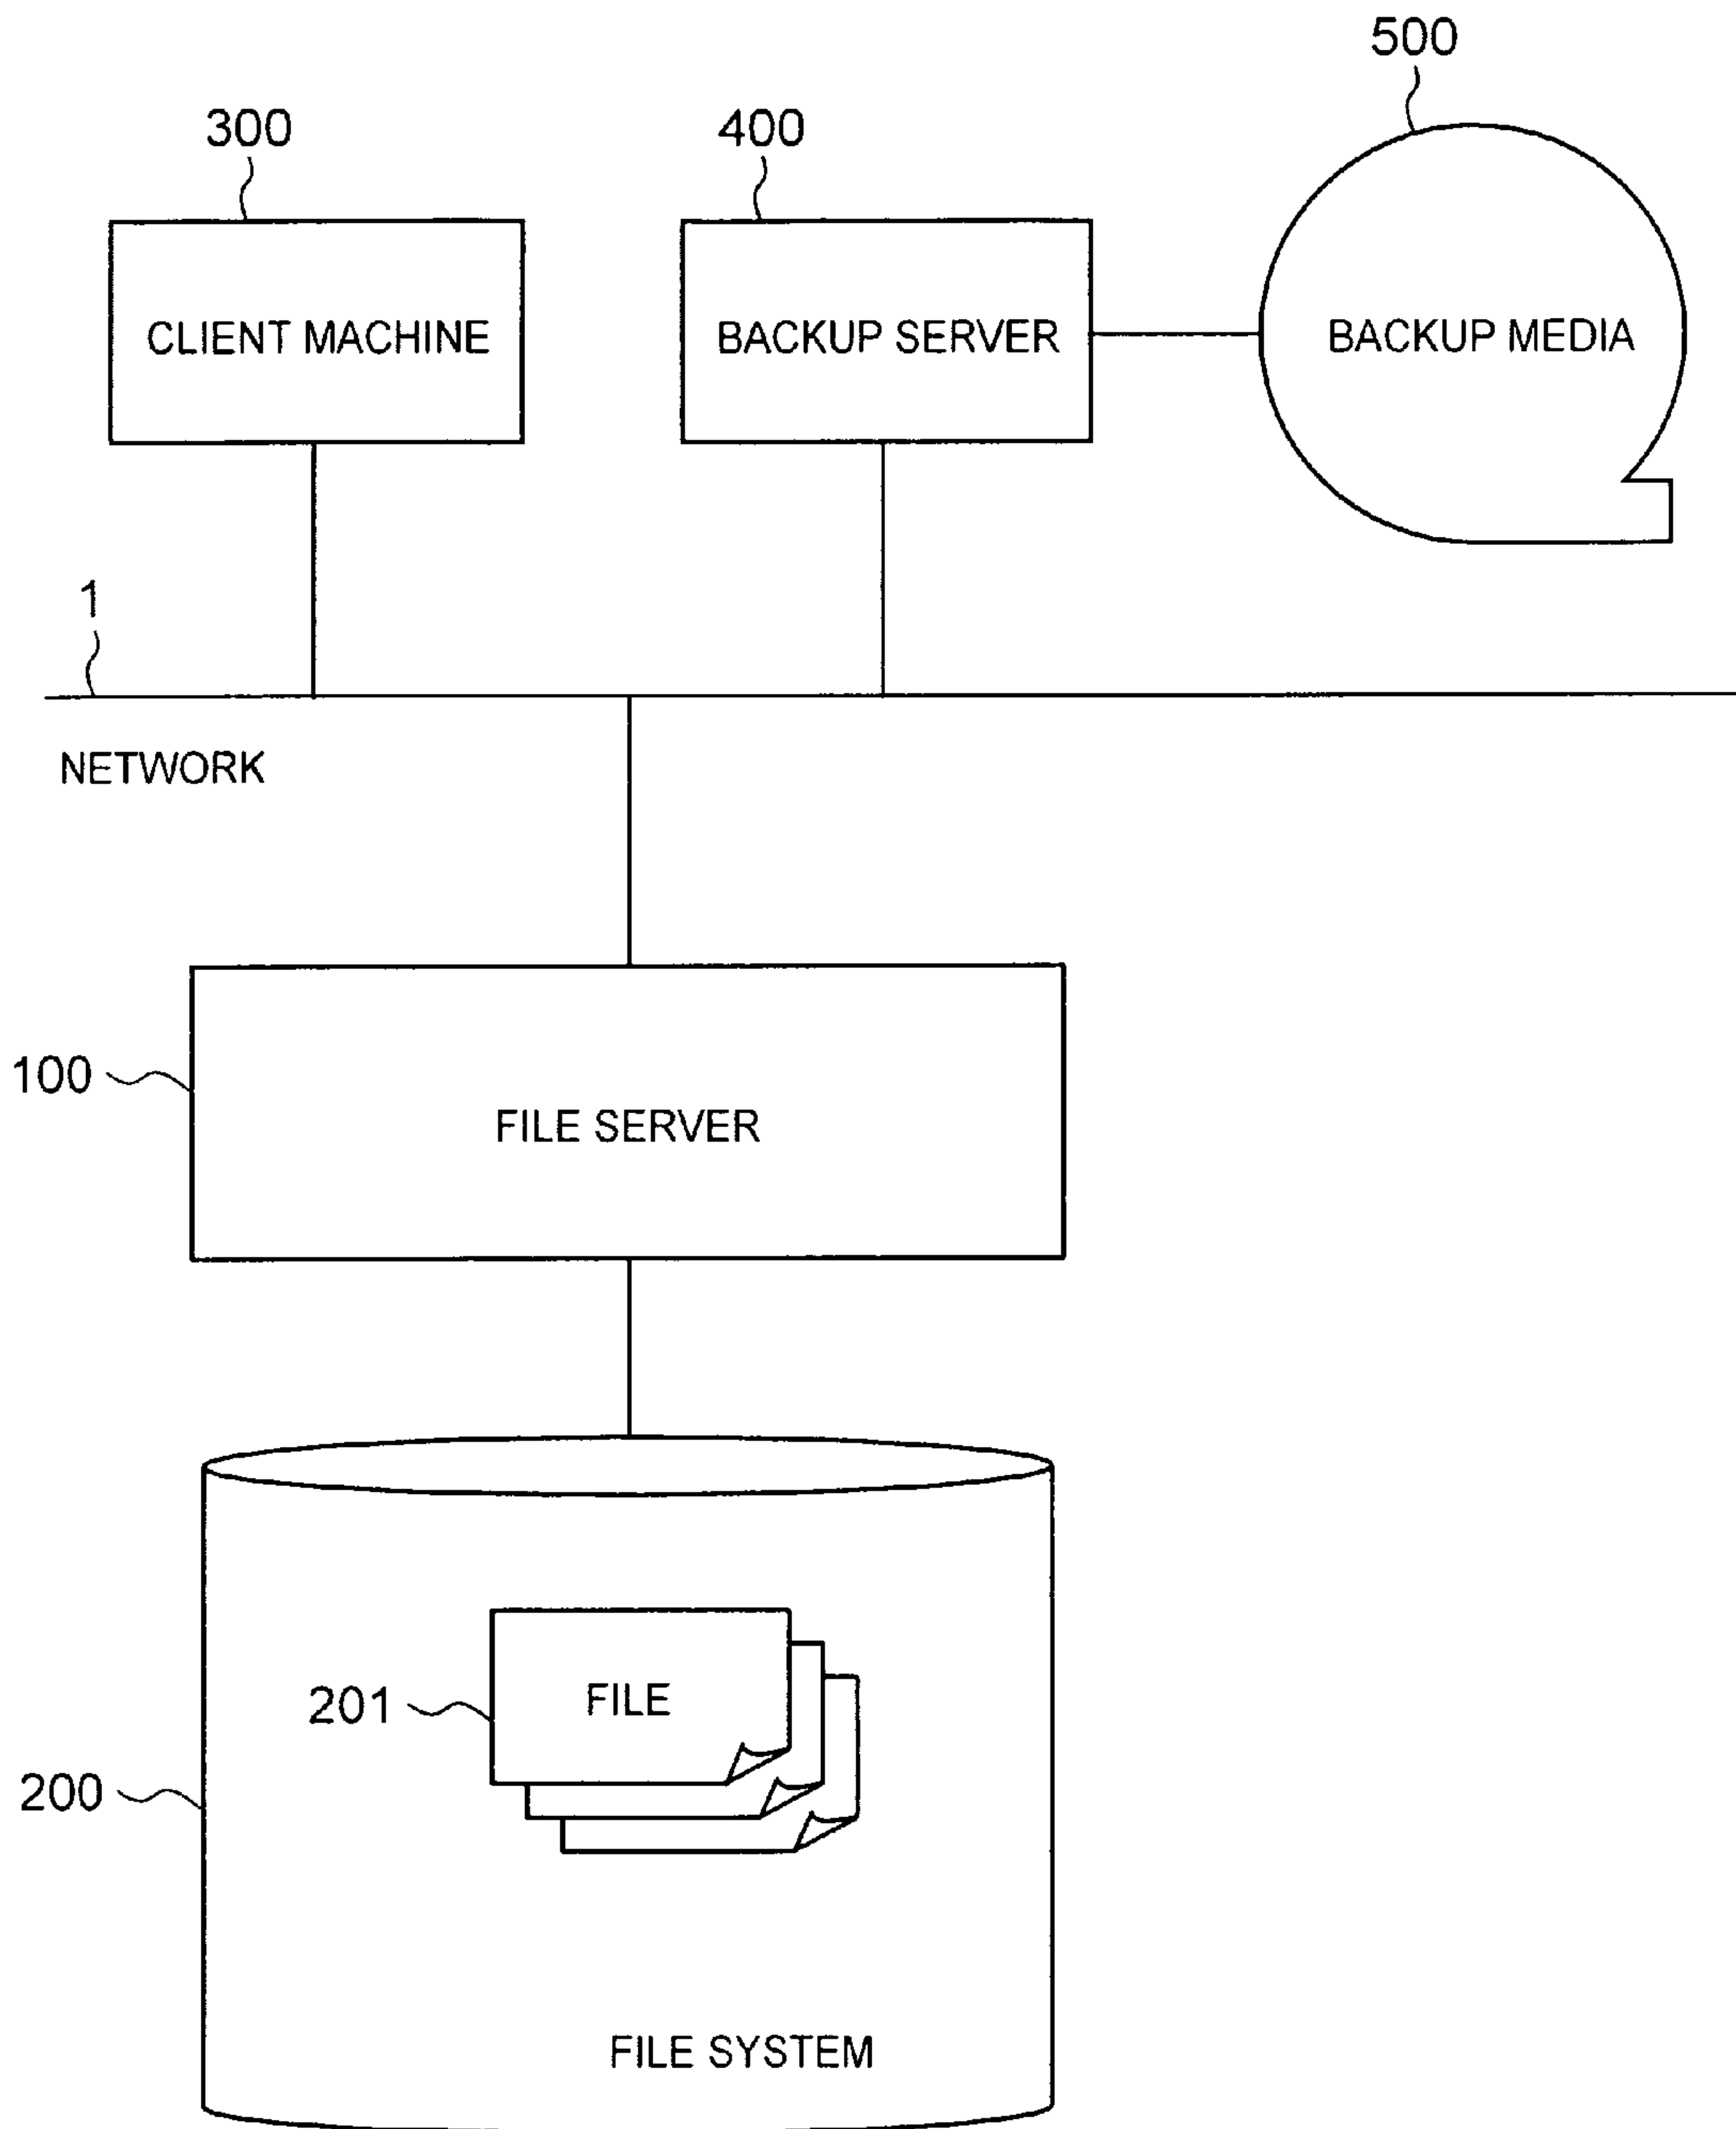 500
300
400
CLIENT MACHINE
BACKUP SERVER
BACKUP MEDIA
1
NETWORK
100
FILE SERVER
201
FILE
200
FILE SYSTEM